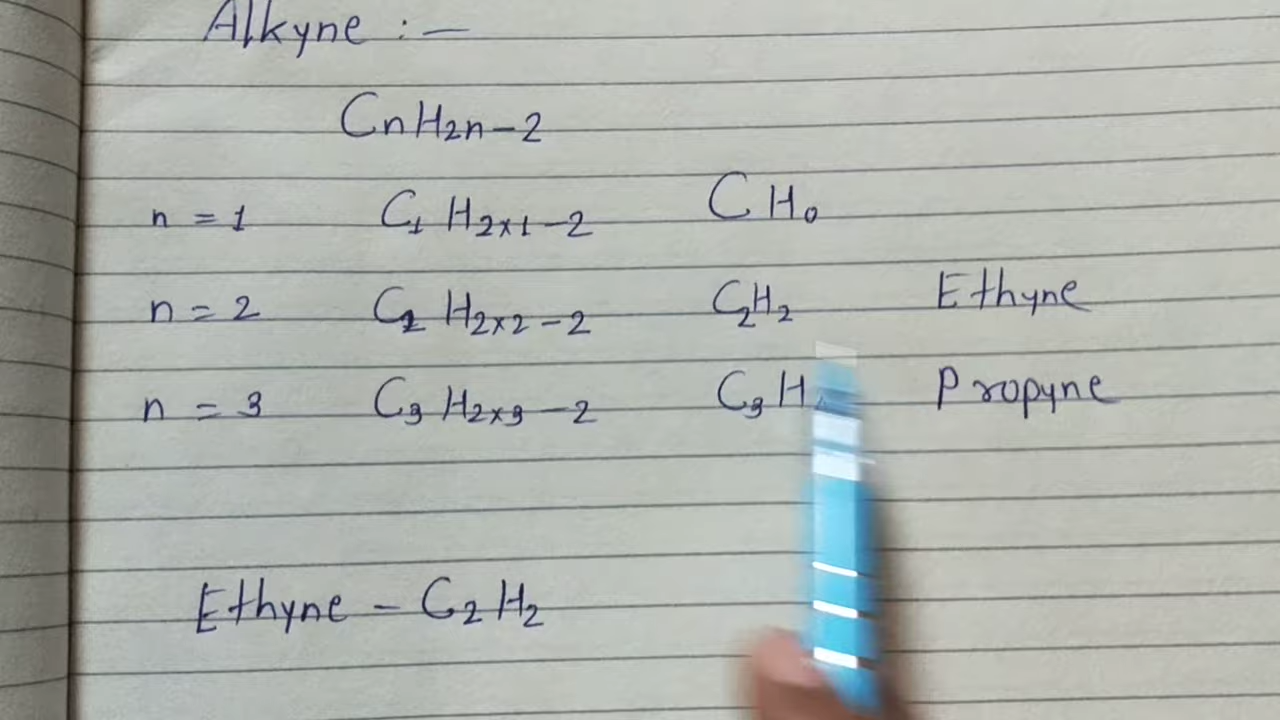 Alkyne : —
CnH2n-2
n = 1 C1 H2×1-2 CH0
n = 2 C2 H2×2-2 C2H2 Ethyne
n = 3 C3 H2×3-2 C3H Propyne
Ethyne - C2H2